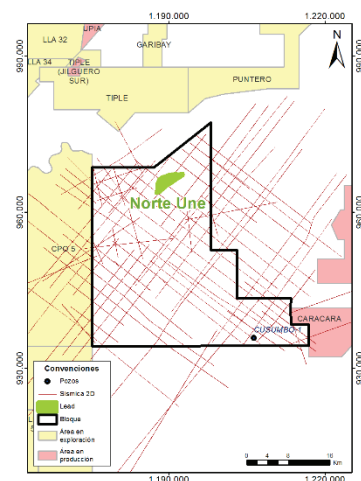 1.190.000
1.220.000
UPIA
LLA 32
GARIBAY
N
990.000
990.000
LLA 34
TIPLE
(JILGUERO
SUR)
PUNTERO
TIPLE
Norte Une
960.000
960.000
CPO 5
CARACARA
CUSUMBO-1
930.000
930.000
Convenciones
Pozos
Sísmica 2D
Lead
Bloque
Área en
exploración
Área en
producción
0 4 8 16
Km
1.190.000
1.220.000